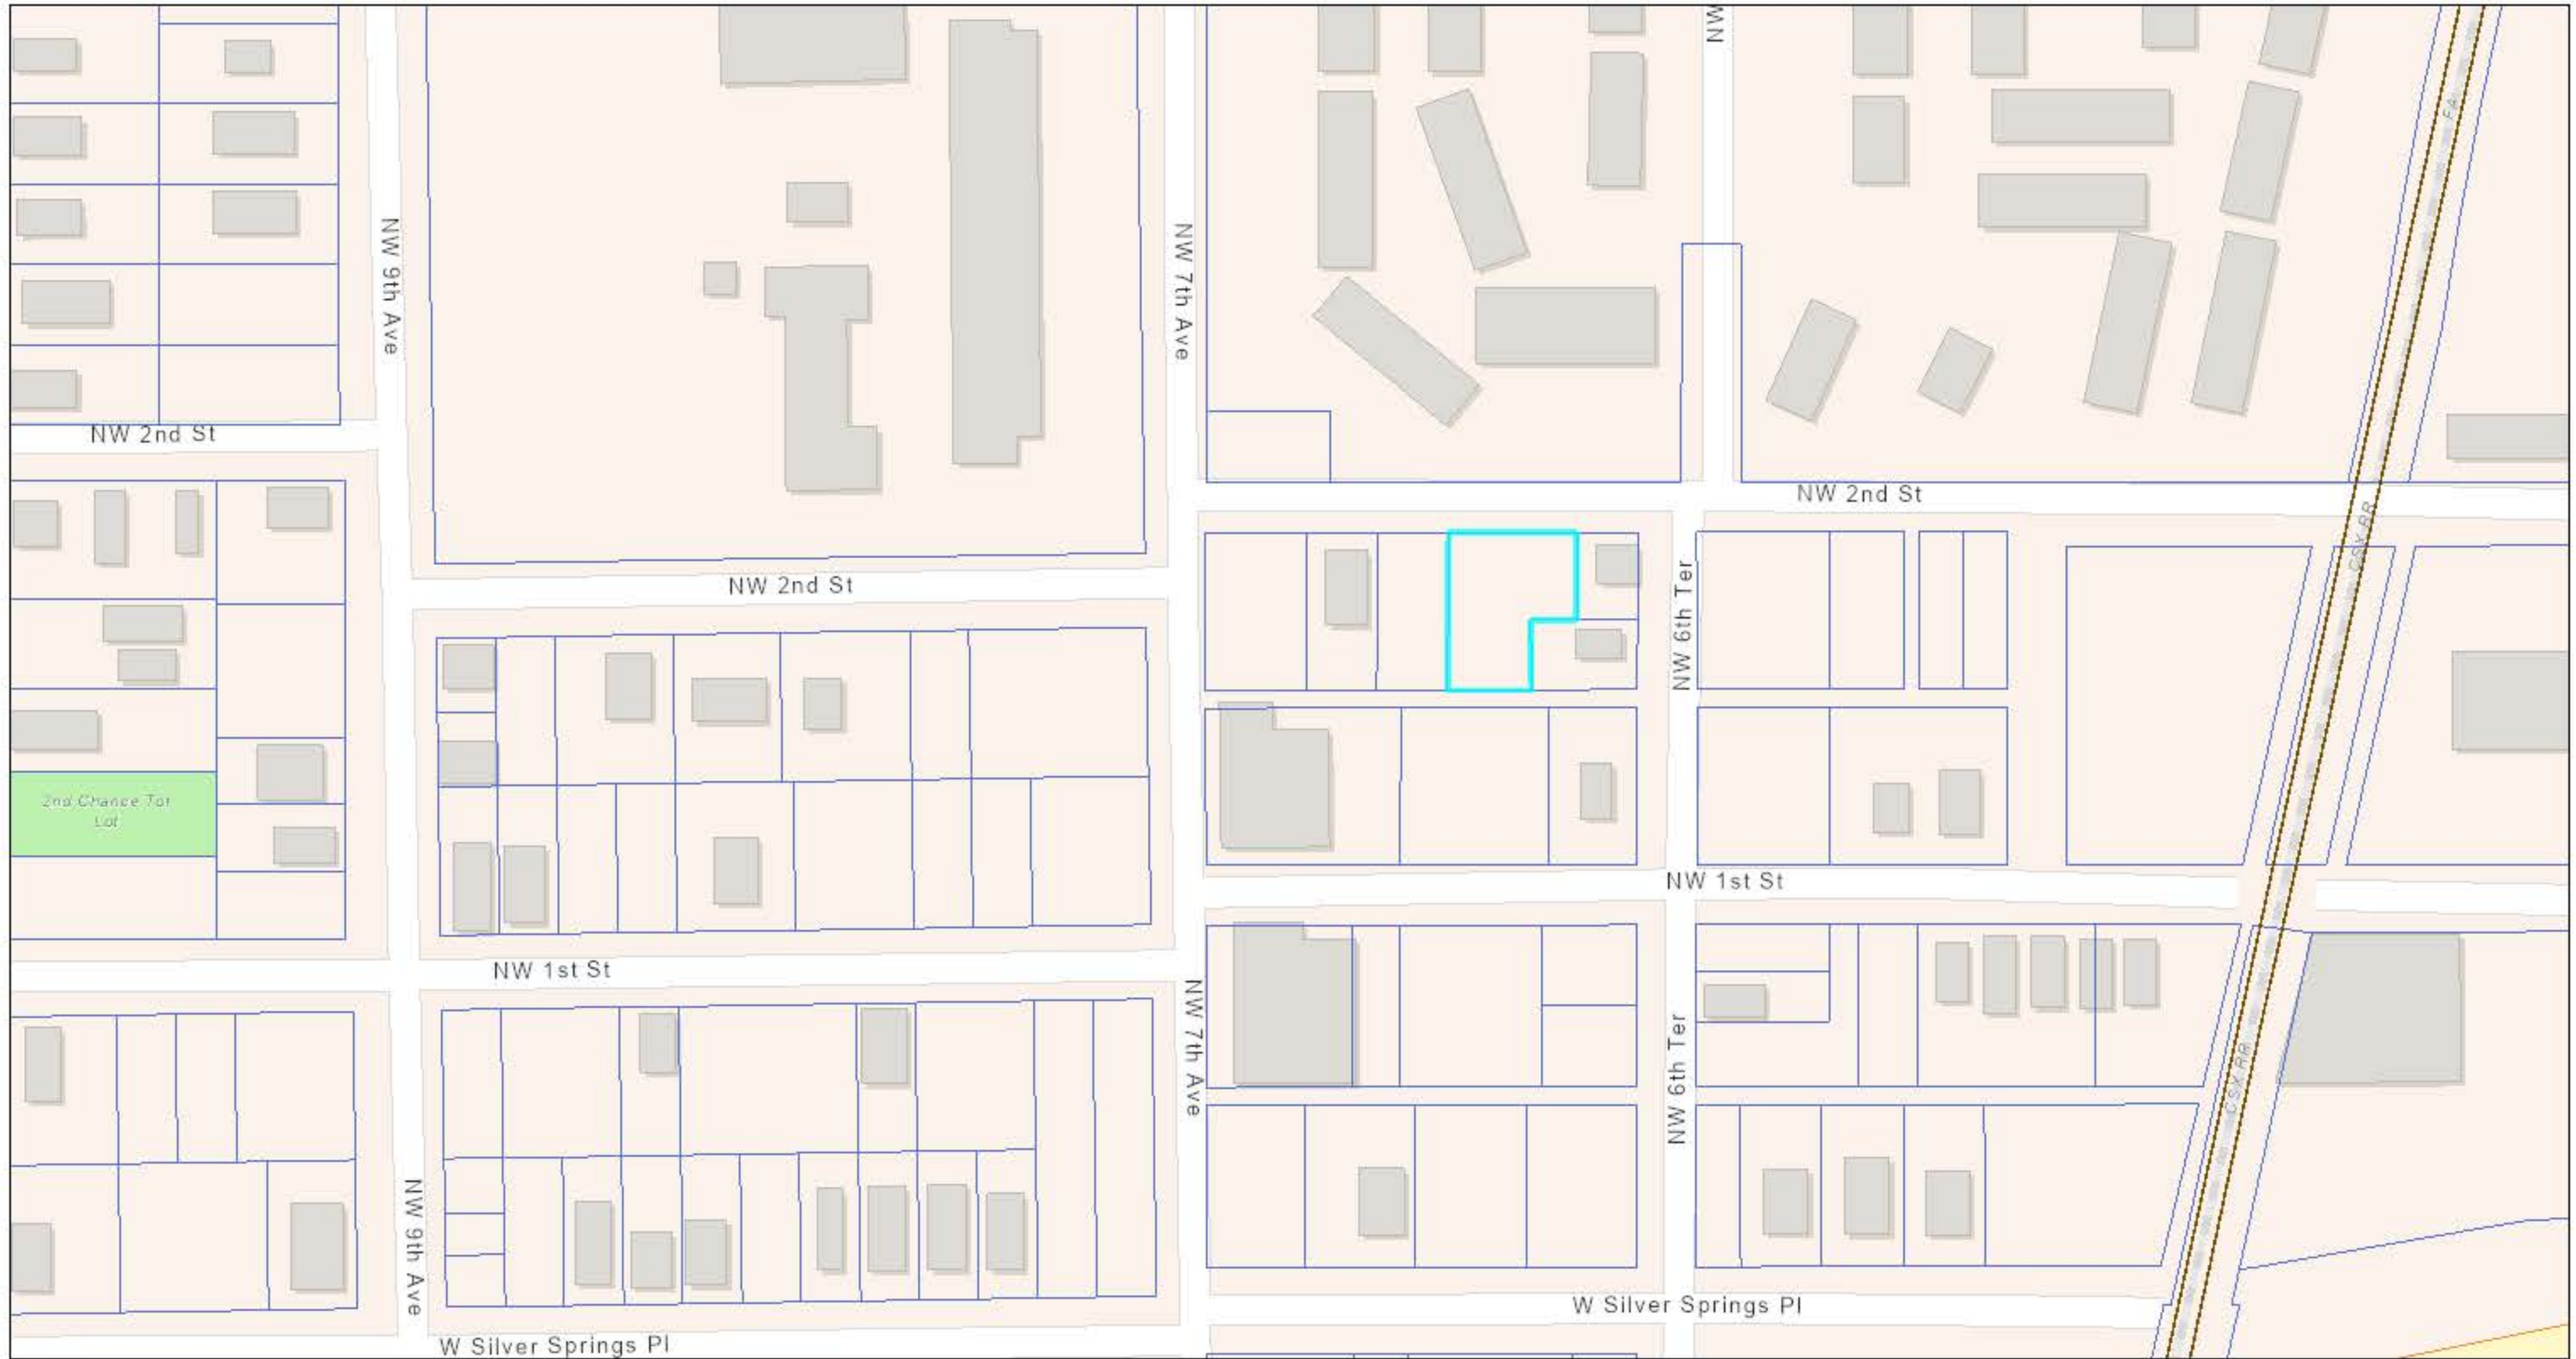 NW
FA
NW 9th Ave
NW 7th Ave
NW 2nd St
NW 2nd St
CSX RR
NW 2nd St
NW 6th Ter
2nd Chance Tot
Lot
NW 1st St
NW 1st St
NW 7th Ave
NW 6th Ter
CSX RR
NW 9th Ave
W Silver Springs Pl
W Silver Springs Pl